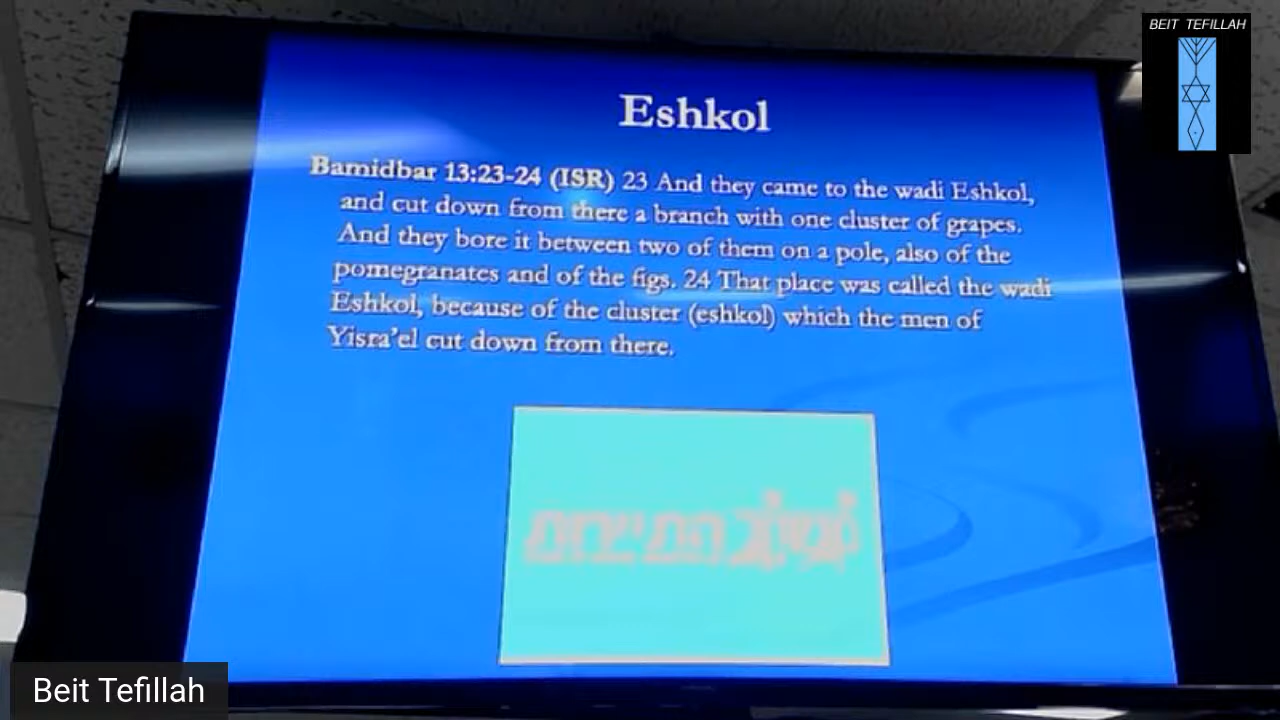 BEIT TEFILLAH
Eshkol
Bamidbar 13:23-24 (ISR) 23 And they came to the wadi Eshkol,
and cut down from there a branch with one cluster of grapes.
And they bore it between two of them on a pole, also of the
pomegranates and of the figs. 24 That place was called the wadi
Eshkol, because of the cluster (eshkol) which the men of
Yisra'el cut down from there.
Beit Tefillah